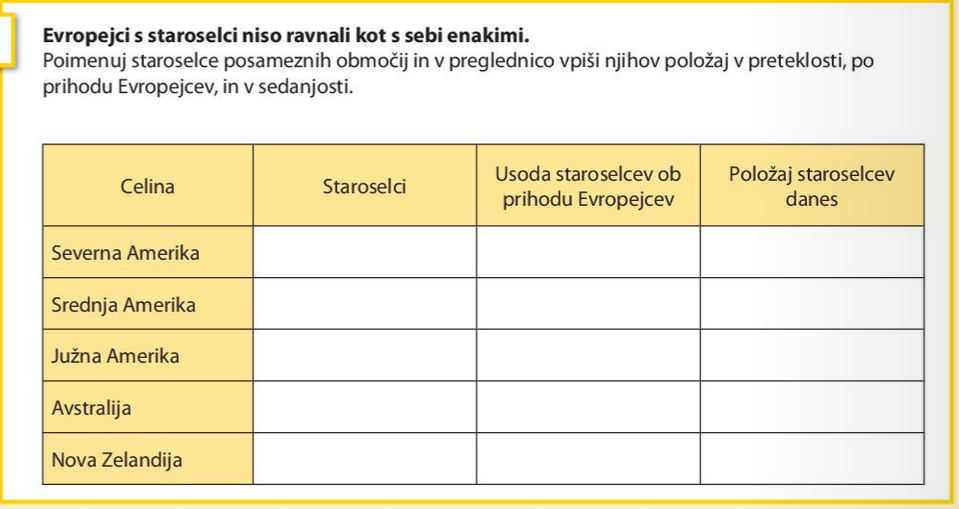 Evropejci s staroselci niso ravnali kot s sebi enakimi.
Poimenuj staroselce posameznih območij in v preglednico vpiši njihov položaj v preteklosti, po
prihodu Evropejcev, in v sedanjosti.
Celina
Staroselci
Usoda staroselcev ob
prihodu Evropejcev
Položaj staroselcev
danes
Severna Amerika
Srednja Amerika
Južna Amerika
Avstralija
Nova Zelandija